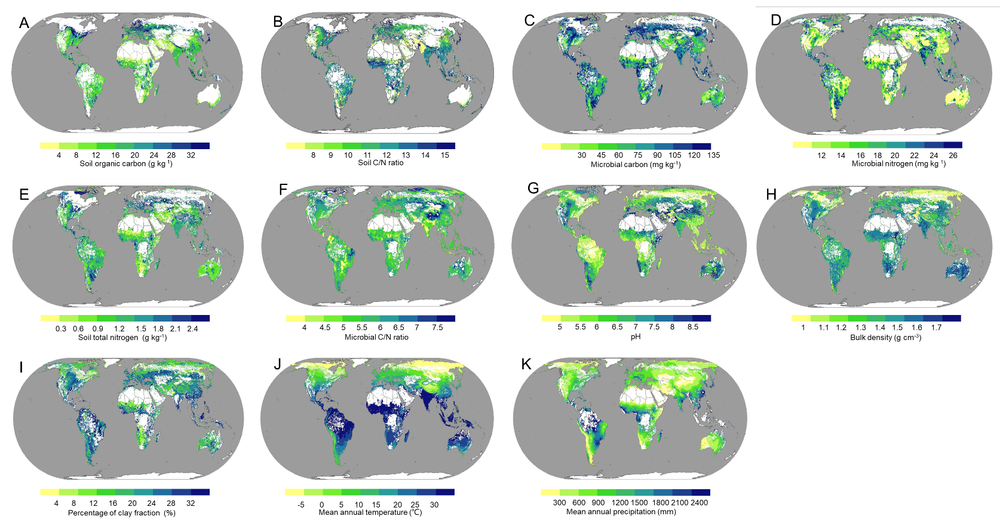 A
B
C
D
4 8 12 16 20 24 28 32
Soil organic carbon (g kg-1)
8 9 10 11 12 13 14 15
Soil C/N ratio
30 45 60 75 90 105 120 135
Microbial carbon (mg kg-1)
12 14 16 18 20 22 24 26
Microbial nitrogen (mg kg-1)
E
F
G
H
0.3 0.6 0.9 1.2 1.5 1.8 2.1 2.4
Soil total nitrogen (g kg-1)
4 4.5 5 5.5 6 6.5 7 7.5
Microbial C/N ratio
5 5.5 6 6.5 7 7.5 8 8.5
pH
1 1.1 1.2 1.3 1.4 1.5 1.6 1.7
Bulk density (g cm-3)
I
J
K
4 8 12 16 20 24 28 32
Percentage of clay fraction (%)
-5 0 5 10 15 20 25 30
Mean annual temperature (℃)
300 600 900 1200 1500 1800 2100 2400
Mean annual precipitation (mm)